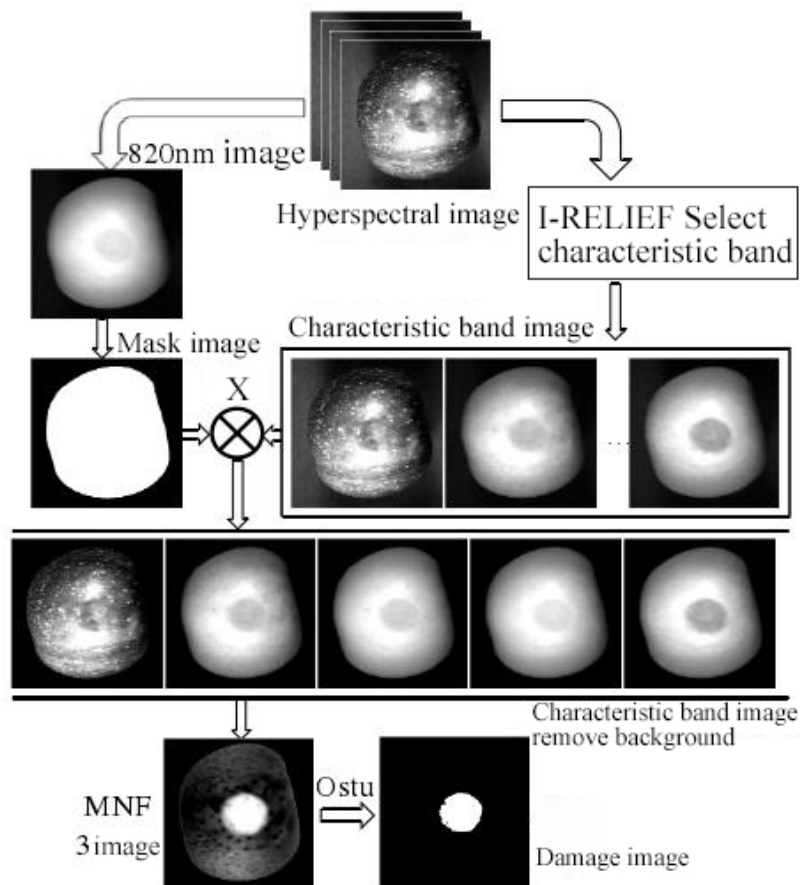 820nm image
Hyperspectral image
I-RELIEF Select
characteristic band
Mask image
Characteristic band image
X
Characteristic band image
remove background
MNF
3 image
Ostu
Damage image